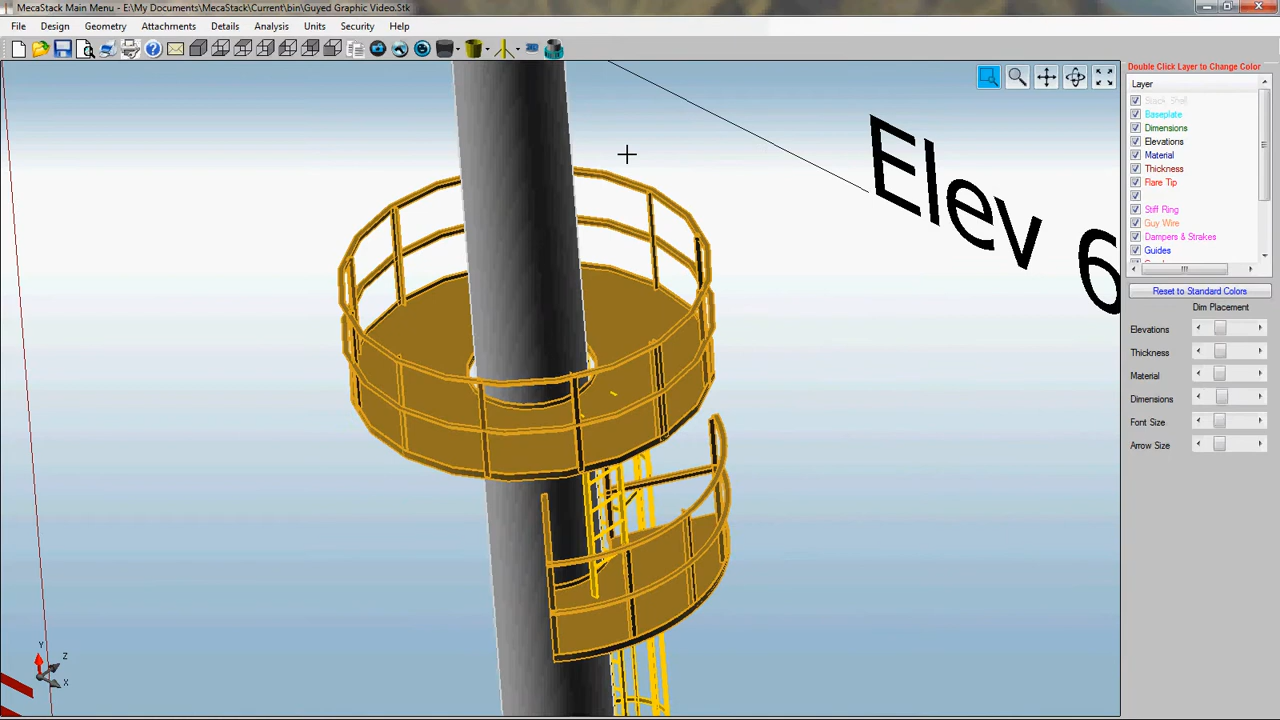 MecaStack Main Menu - E:\My Documents\MecaStack\Current\bin\Guyed Graphic Video.Stk
File Design Geometry Attachments Details Analysis Units Security Help
Double Click Layer to Change Color
Layer
Stack Shell
Baseplate
Dimensions
Elevations
Material
Thickness
Flare Tip
Stiff Ring
Guy Wire
Dampers & Strakes
Guides
Reset to Standard Colors
Dim Placement
Elevations
Thickness
Material
Dimensions
Font Size
Arrow Size
Elev 6
Y
Z
X